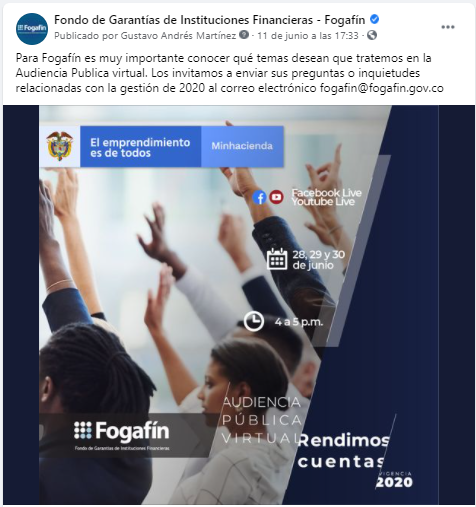 Fondo de Garantías de Instituciones Financieras - Fogafín
Publicado por Gustavo Andrés Martínez · 11 de junio a las 17:33 ·
Para Fogafín es muy importante conocer qué temas desean que tratemos en la
Audiencia Publica virtual. Los invitamos a enviar sus preguntas o inquietudes
relacionadas con la gestión de 2020 al correo electrónico fogafin@fogafin.gov.co
El emprendimiento
es de todos
Minhacienda
Facebook Live
Youtube Live
28, 29 y 30
de junio
4 a 5 p.m.
Fogafín
Fondo de Garantías de Instituciones Financieras
AUDIENCIA
PÚBLICA
VIRTUAL
Rendimos
cuentas
VIGENCIA
2020